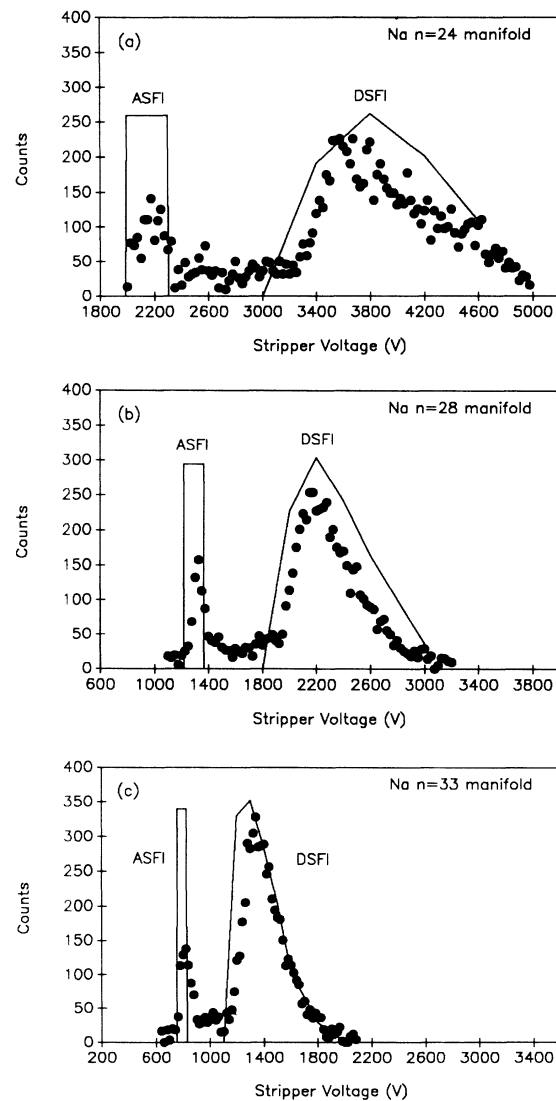 (a)
Na n=24 manifold
ASFI
DSFI
Counts
400
350
300
250
200
150
100
50
0
1800 2200 2600 3000 3400 3800 4200 4600 5000
Stripper Voltage (V)
(b)
Na n=28 manifold
ASFI
DSFI
Counts
400
350
300
250
200
150
100
50
0
600 1000 1400 1800 2200 2600 3000 3400 3800
Stripper Voltage (V)
(c)
Na n=33 manifold
ASFI
DSFI
Counts
400
350
300
250
200
150
100
50
0
200 600 1000 1400 1800 2200 2600 3000 3400
Stripper Voltage (V)